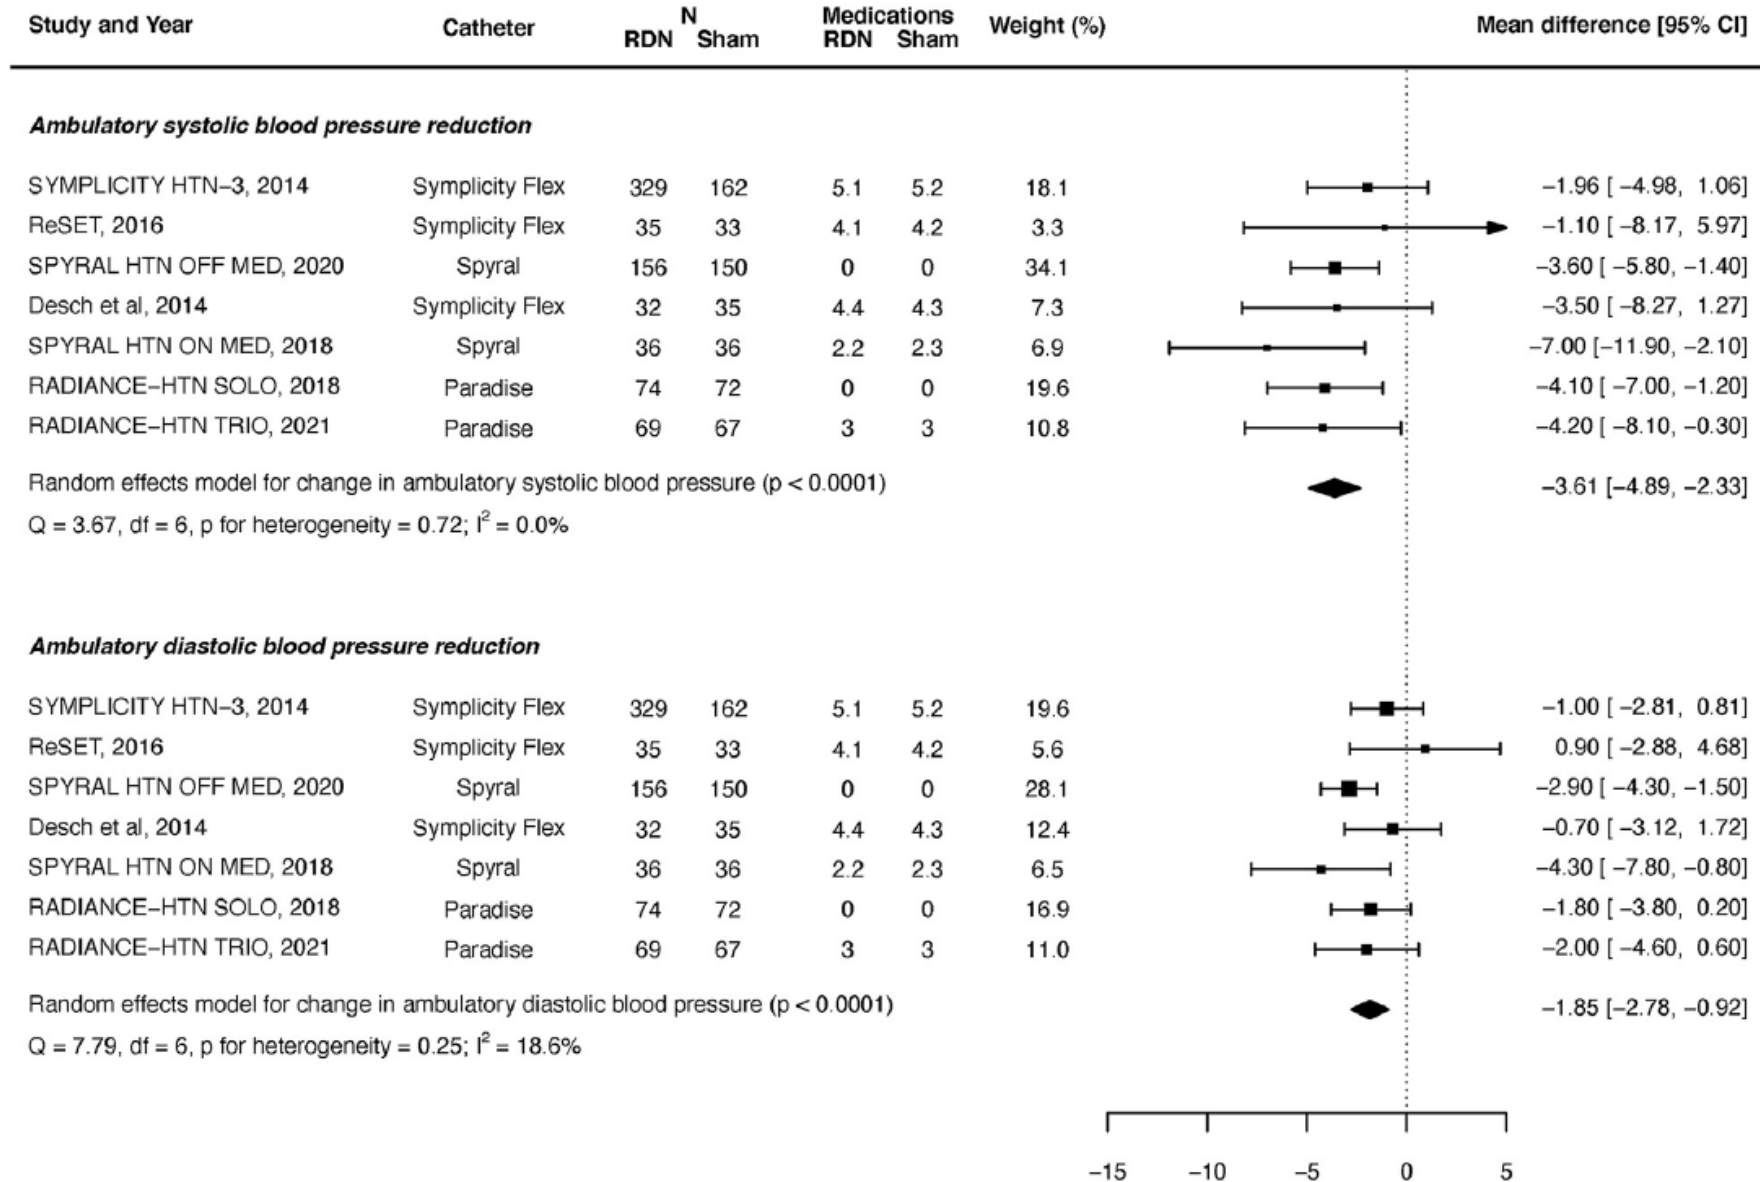 Study and Year Catheter N Medications Weight (%) Mean difference [95% CI]
RDN Sham RDN Sham
Ambulatory systolic blood pressure reduction
SYMPLICITY HTN−3, 2014 Symplicity Flex 329 162 5.1 5.2 18.1 −1.96 [ −4.98, 1.06]
ReSET, 2016 Symplicity Flex 35 33 4.1 4.2 3.3 −1.10 [ −8.17, 5.97]
SPYRAL HTN OFF MED, 2020 Spyral 156 150 0 0 34.1 −3.60 [ −5.80, −1.40]
Desch et al, 2014 Symplicity Flex 32 35 4.4 4.3 7.3 −3.50 [ −8.27, 1.27]
SPYRAL HTN ON MED, 2018 Spyral 36 36 2.2 2.3 6.9 −7.00 [−11.90, −2.10]
RADIANCE−HTN SOLO, 2018 Paradise 74 72 0 0 19.6 −4.10 [ −7.00, −1.20]
RADIANCE−HTN TRIO, 2021 Paradise 69 67 3 3 10.8 −4.20 [ −8.10, −0.30]
Random effects model for change in ambulatory systolic blood pressure (p < 0.0001) −3.61 [−4.89, −2.33]
Q = 3.67, df = 6, p for heterogeneity = 0.72; I² = 0.0%
Ambulatory diastolic blood pressure reduction
SYMPLICITY HTN−3, 2014 Symplicity Flex 329 162 5.1 5.2 19.6 −1.00 [ −2.81, 0.81]
ReSET, 2016 Symplicity Flex 35 33 4.1 4.2 5.6 0.90 [ −2.88, 4.68]
SPYRAL HTN OFF MED, 2020 Spyral 156 150 0 0 28.1 −2.90 [ −4.30, −1.50]
Desch et al, 2014 Symplicity Flex 32 35 4.4 4.3 12.4 −0.70 [ −3.12, 1.72]
SPYRAL HTN ON MED, 2018 Spyral 36 36 2.2 2.3 6.5 −4.30 [ −7.80, −0.80]
RADIANCE−HTN SOLO, 2018 Paradise 74 72 0 0 16.9 −1.80 [ −3.80, 0.20]
RADIANCE−HTN TRIO, 2021 Paradise 69 67 3 3 11.0 −2.00 [ −4.60, 0.60]
Random effects model for change in ambulatory diastolic blood pressure (p < 0.0001) −1.85 [−2.78, −0.92]
Q = 7.79, df = 6, p for heterogeneity = 0.25; I² = 18.6%
−15 −10 −5 0 5